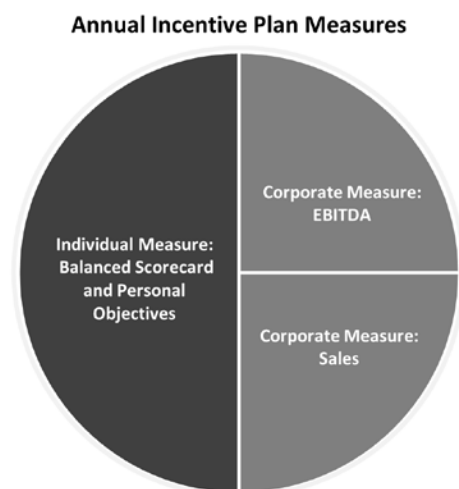 Annual Incentive Plan Measures
Individual Measure:
Balanced Scorecard
and Personal
Objectives
Corporate Measure:
EBITDA
Corporate Measure:
Sales